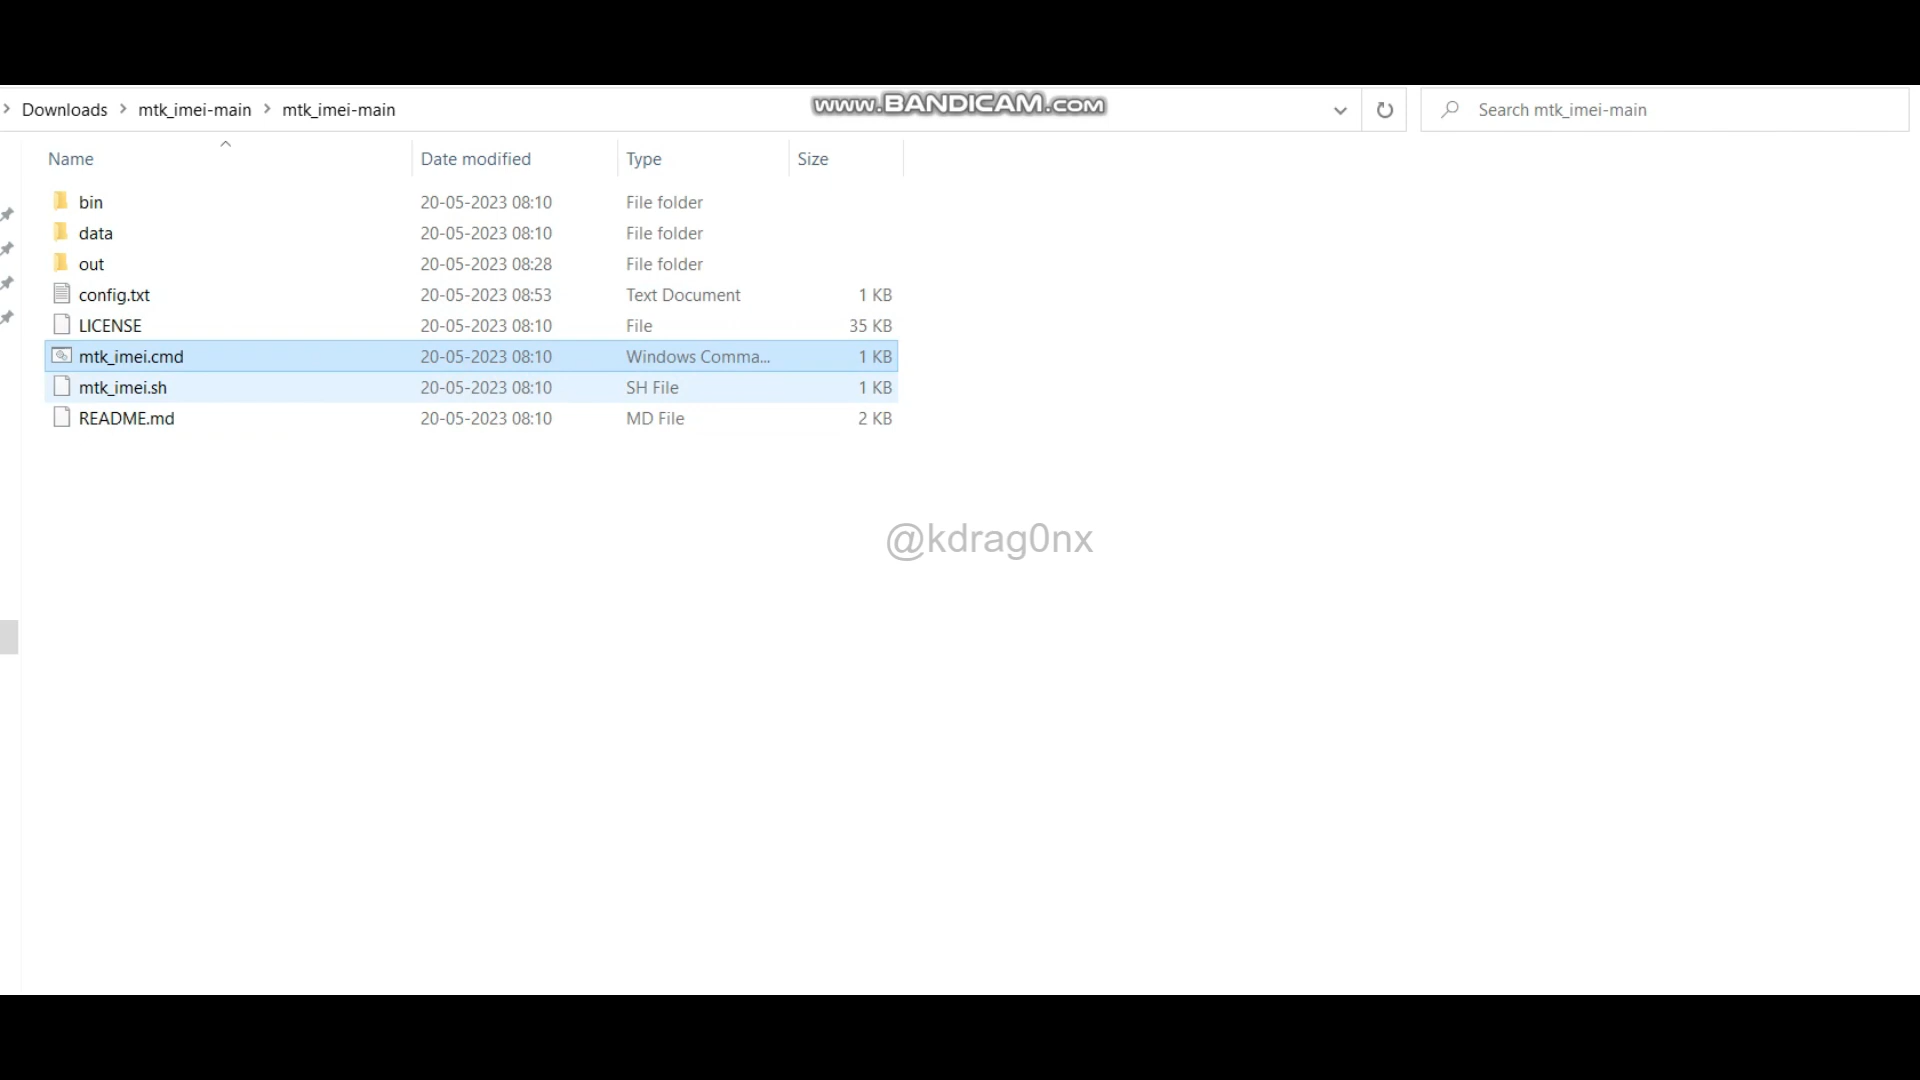 Downloads > mtk_imei-main > mtk_imei-main
www.BANDICAM.com
Search mtk_imei-main
Name Date modified Type Size
bin 20-05-2023 08:10 File folder
data 20-05-2023 08:10 File folder
out 20-05-2023 08:28 File folder
config.txt 20-05-2023 08:53 Text Document 1 KB
LICENSE 20-05-2023 08:10 File 35 KB
mtk_imei.cmd 20-05-2023 08:10 Windows Comma... 1 KB
mtk_imei.sh 20-05-2023 08:10 SH File 1 KB
README.md 20-05-2023 08:10 MD File 2 KB
@kdrag0nx